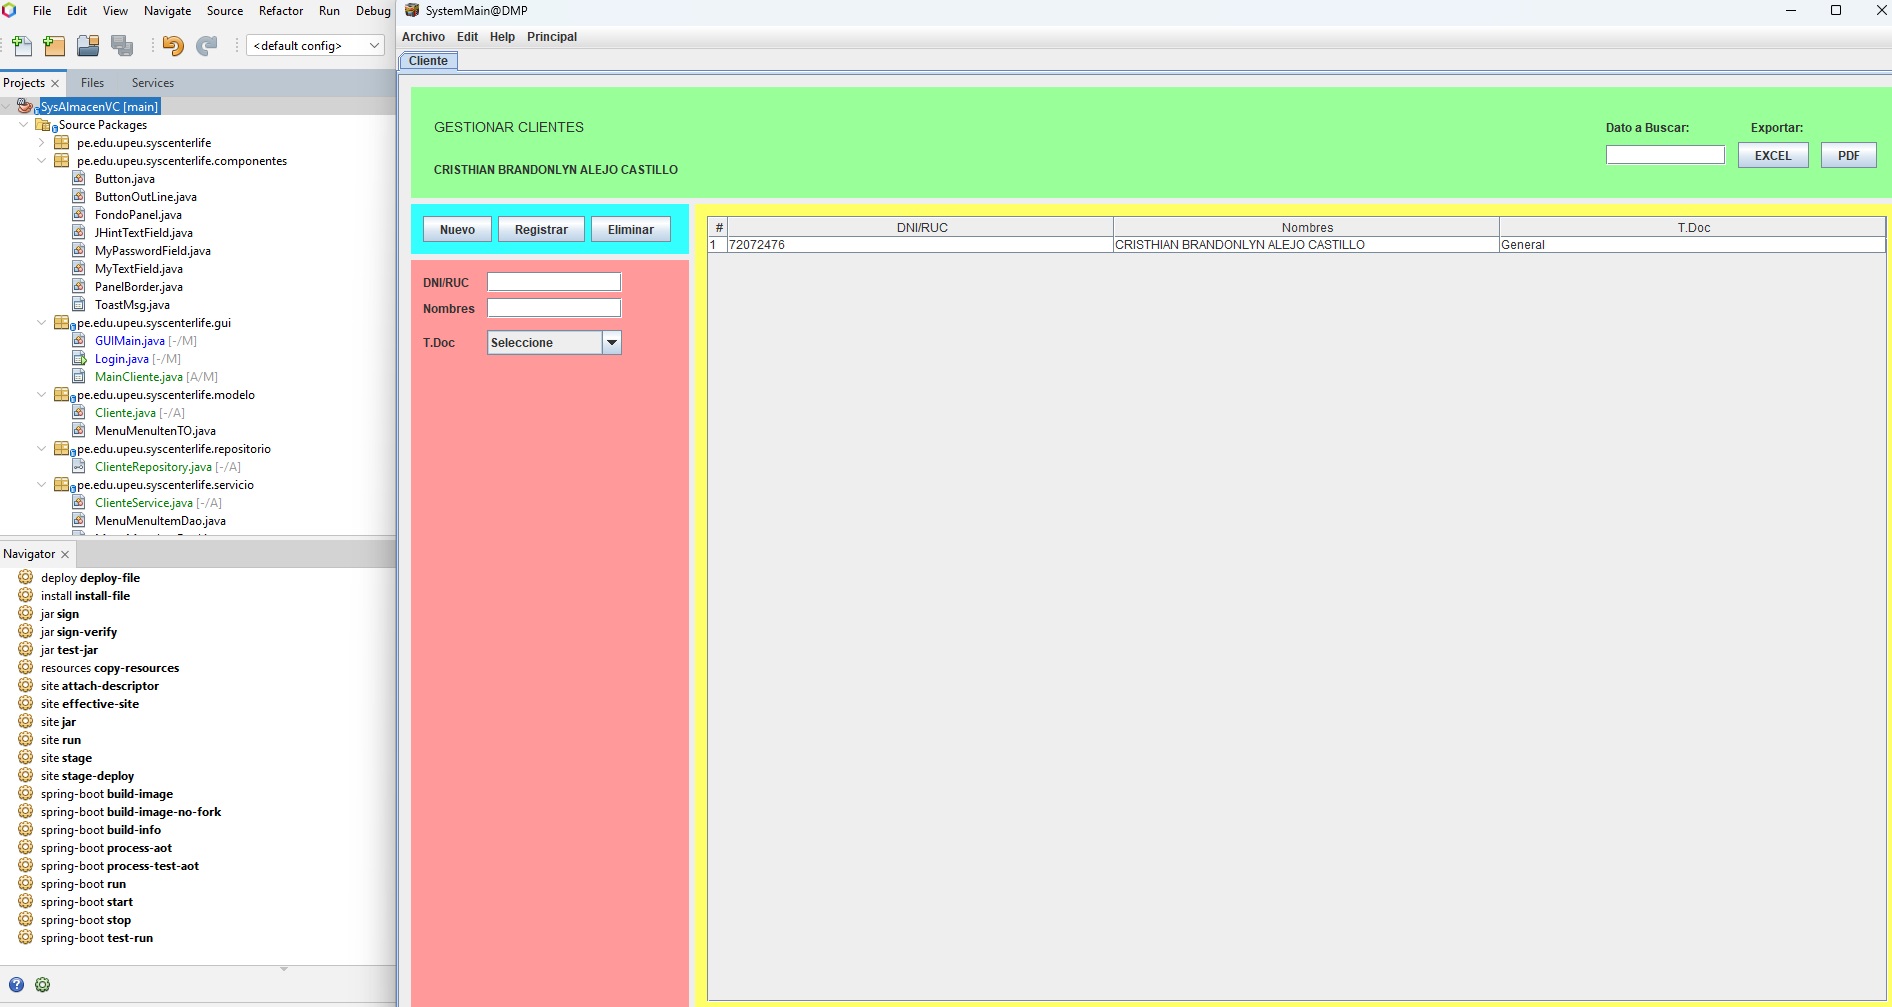 File Edit View Navigate Source Refactor Run Debug
<default config>
Projects Files Services
SysAlmacenVC [main]
Source Packages
pe.edu.upeu.syscenterlife
pe.edu.upeu.syscenterlife.componentes
Button.java
ButtonOutLine.java
FondoPanel.java
JHintTextField.java
MyPasswordField.java
MyTextField.java
PanelBorder.java
ToastMsg.java
pe.edu.upeu.syscenterlife.gui
GUIMain.java [-/M]
Login.java [-/M]
MainCliente.java [A/M]
pe.edu.upeu.syscenterlife.modelo
Cliente.java [-/A]
MenuMenuItenTO.java
pe.edu.upeu.syscenterlife.repositorio
ClienteRepository.java [-/A]
pe.edu.upeu.syscenterlife.servicio
ClienteService.java [-/A]
MenuMenuItemDao.java
Navigator
deploy deploy-file
install install-file
jar sign
jar sign-verify
jar test-jar
resources copy-resources
site attach-descriptor
site effective-site
site jar
site run
site stage
site stage-deploy
spring-boot build-image
spring-boot build-image-no-fork
spring-boot build-info
spring-boot process-aot
spring-boot process-test-aot
spring-boot run
spring-boot start
spring-boot stop
spring-boot test-run
SystemMain@DMP
Archivo Edit Help Principal
Cliente
GESTIONAR CLIENTES
CRISTHIAN BRANDONLYN ALEJO CASTILLO
Dato a Buscar: Exportar:
EXCEL PDF
Nuevo Registrar Eliminar
DNI/RUC
Nombres
T.Doc Seleccione
# DNI/RUC Nombres T.Doc
1 72072476 CRISTHIAN BRANDONLYN ALEJO CASTILLO General